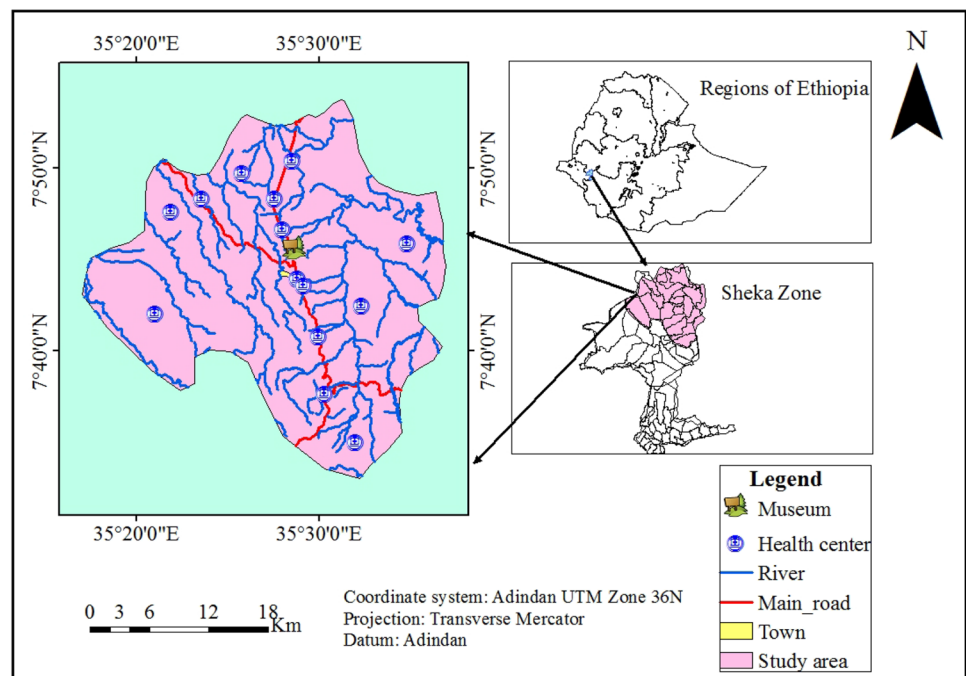 35°20'0"E 35°30'0"E
7°50'0"N
7°40'0"N
7°50'0"N
7°40'0"N
35°20'0"E 35°30'0"E
N
Regions of Ethiopia
Sheka Zone
Legend
Museum
Health center
River
Main_road
Town
Study area
0 3 6 12 18
Km
Coordinate system: Adindan UTM Zone 36N
Projection: Transverse Mercator
Datum: Adindan